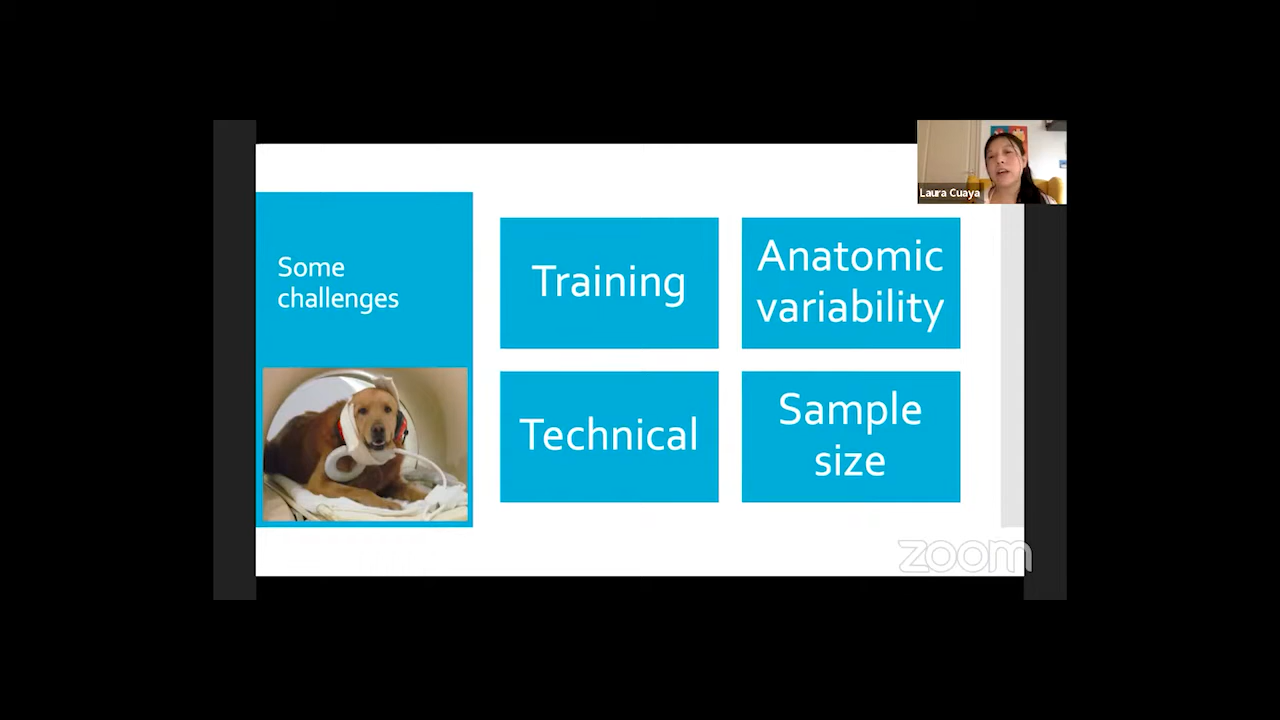 Laura Cuaya
Some
challenges
Training
Anatomic
variability
Technical
Sample
size
zoom